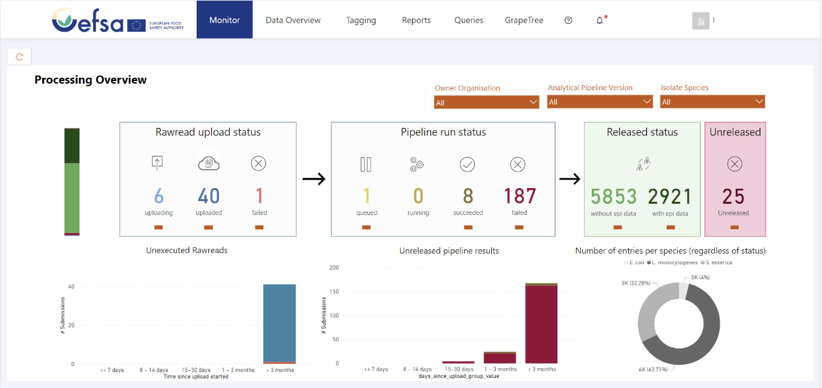 efsa EUROPEAN FOOD SAFETY AUTHORITY
Monitor Data Overview Tagging Reports Queries GrapeTree
Processing Overview
Owner Organisation Analytical Pipeline Version Isolate Species
All All All
Rawread upload status Pipeline run status Released status Unreleased
6 40 1 1 0 8 187 5853 2921 25
uploading uploaded failed queued running succeeded failed without epi data with epi data Unreleased
Unexecuted Rawreads Unreleased pipeline results Number of entries per species (regardless of status)
E. coli L. monocytogenes S. enterica
200
0K (4%)
3K (32.28%)
40
150
# Submissions
# Submissions
100
20
50
6K (63.71%)
0
0
<= 7 days 8 - 14 days 15-30 days 1 - 3 months > 3 months
<= 7 days 8 - 14 days 15-30 days 1 - 3 months > 3 months
Time since upload started days_since_upload_group_value